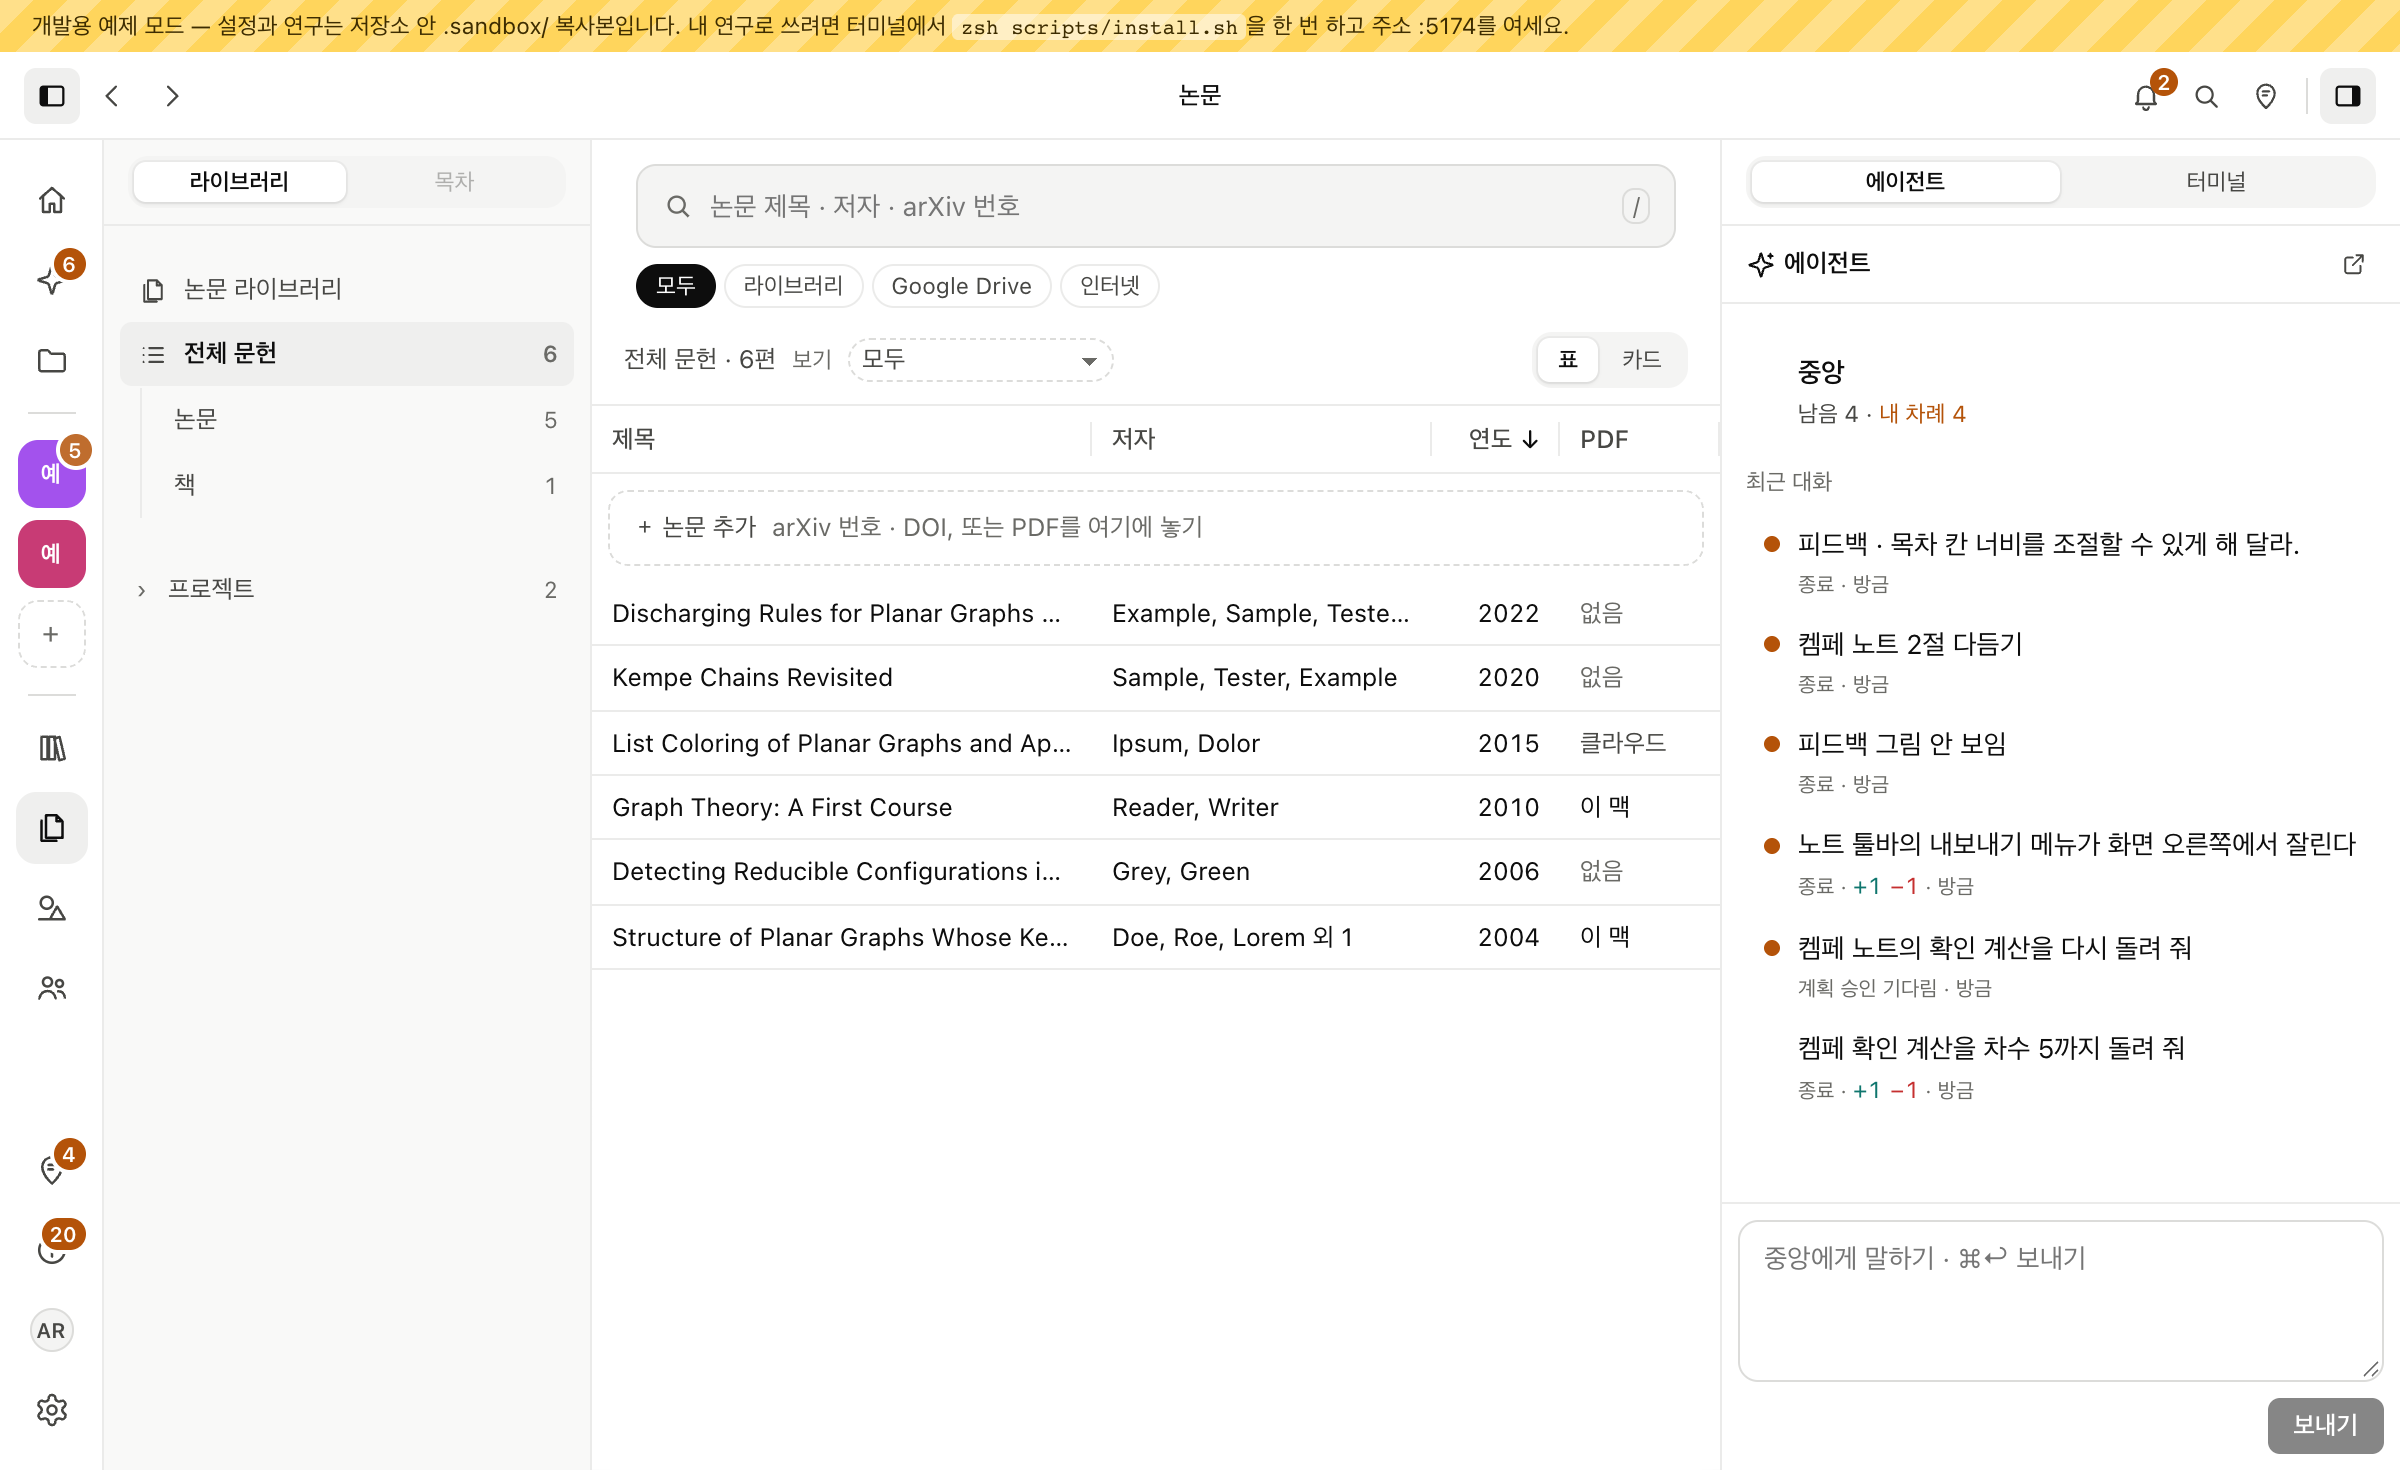 개발용 예제 모드 — 설정과 연구는 저장소 안 .sandbox/ 복사본입니다. 내 연구로 쓰려면 터미널에서 zsh scripts/install.sh을 한 번 하고 주소 :5174를 여세요.
논문
2
6
5
예
예
+
4
20
AR
라이브러리
목차
논문 라이브러리
전체 문헌 6
논문 5
책 1
› 프로젝트 2
논문 제목 · 저자 · arXiv 번호 /
모두 라이브러리 Google Drive 인터넷
전체 문헌 · 6편 보기 모두 표 카드
제목 저자 연도 ↓ PDF
+ 논문 추가 arXiv 번호 · DOI, 또는 PDF를 여기에 놓기
Discharging Rules for Planar Graphs ... Example, Sample, Teste... 2022 없음
Kempe Chains Revisited Sample, Tester, Example 2020 없음
List Coloring of Planar Graphs and Ap... Ipsum, Dolor 2015 클라우드
Graph Theory: A First Course Reader, Writer 2010 이 맥
Detecting Reducible Configurations i... Grey, Green 2006 없음
Structure of Planar Graphs Whose Ke... Doe, Roe, Lorem 외 1 2004 이 맥
에이전트 터미널
에이전트
중앙
남음 4 · 내 차례 4
최근 대화
피드백 · 목차 칸 너비를 조절할 수 있게 해 달라.
종료 · 방금
켐페 노트 2절 다듬기
종료 · 방금
피드백 그림 안 보임
종료 · 방금
노트 툴바의 내보내기 메뉴가 화면 오른쪽에서 잘린다
종료 · +1 −1 · 방금
켐페 노트의 확인 계산을 다시 돌려 줘
계획 승인 기다림 · 방금
켐페 확인 계산을 차수 5까지 돌려 줘
종료 · +1 −1 · 방금
중앙에게 말하기 · ⌘↩ 보내기
보내기